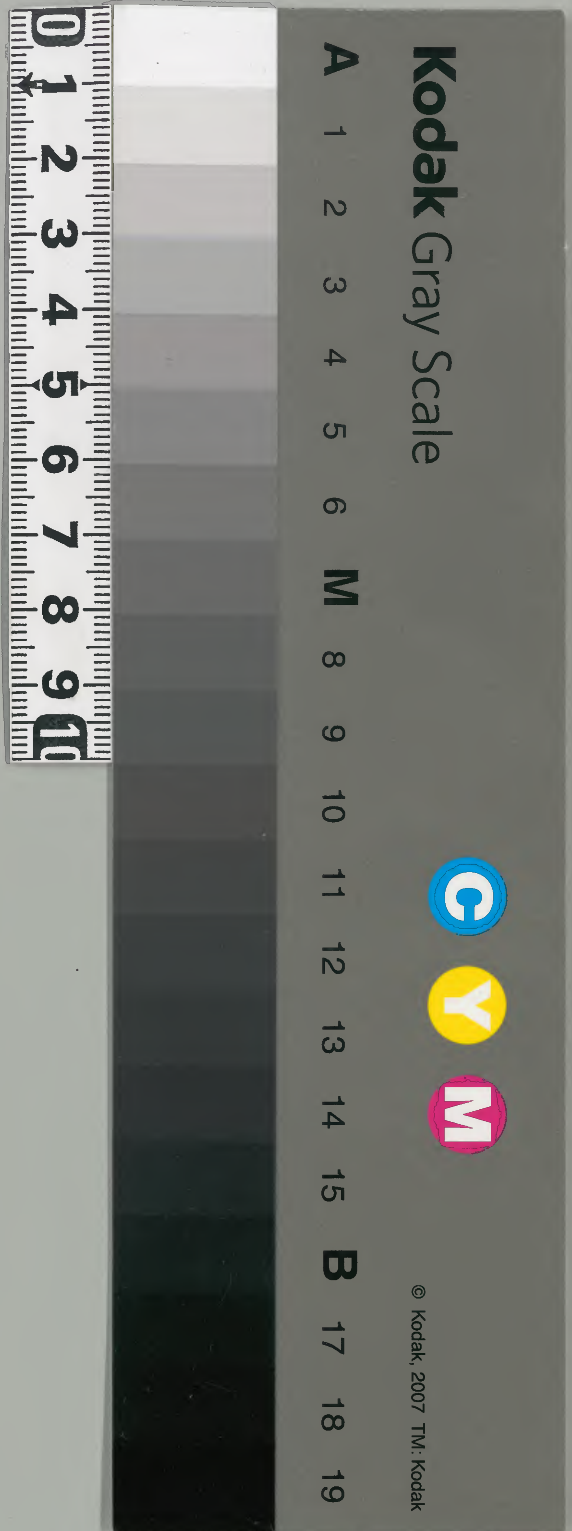 Kodak Gray Scale
C Y M
© Kodak, 2007 TM: Kodak
A 1 2 3 4 5 6 M 8 9 10 11 12 13 14 15 B 17 18 19
0 1 2 3 4 5 6 7 8 9 10